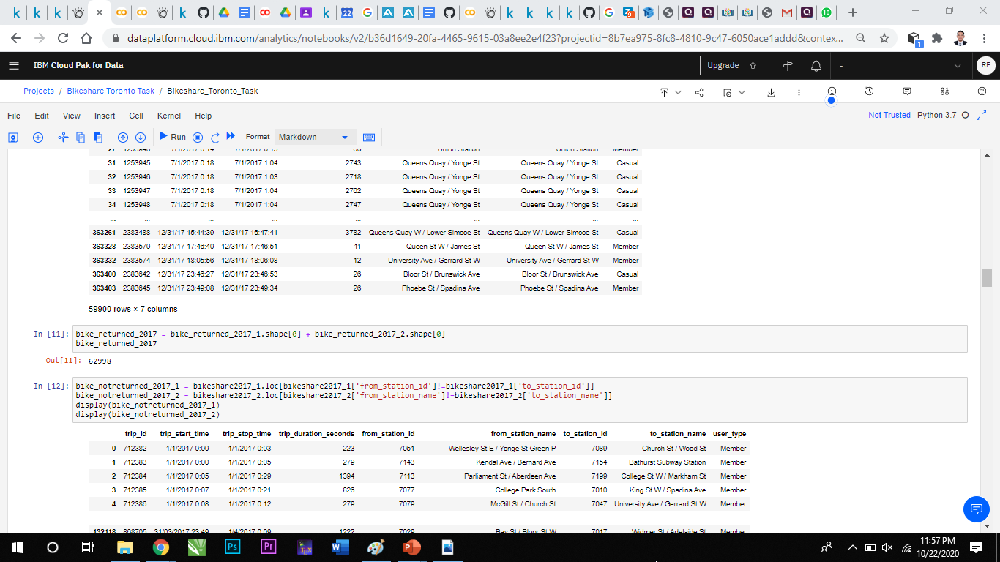 dataplatform.cloud.ibm.com/analytics/notebooks/v2/b36d1649-20fa-4465-9615-03a8ee2e4f23?projectid=8b7ea975-8fc8-4810-9c47-6050ace1addd&contex...
IBM Cloud Pak for Data
Upgrade
-
RE
Projects / Bikeshare Toronto Task / Bikeshare_Toronto_Task
File Edit View Insert Cell Kernel Help
Not Trusted | Python 3.7
Run Format Markdown
27 1253940 7/1/2017 0:14 7/1/2017 0:15 66 Union Station Union Station Member
31 1253945 7/1/2017 0:18 7/1/2017 1:04 2743 Queens Quay / Yonge St Queens Quay / Yonge St Casual
32 1253946 7/1/2017 0:18 7/1/2017 1:03 2718 Queens Quay / Yonge St Queens Quay / Yonge St Casual
33 1253947 7/1/2017 0:18 7/1/2017 1:04 2762 Queens Quay / Yonge St Queens Quay / Yonge St Casual
34 1253948 7/1/2017 0:18 7/1/2017 1:04 2747 Queens Quay / Yonge St Queens Quay / Yonge St Casual
... ... ... ... ... ... ... ...
363261 2383488 12/31/17 15:44:39 12/31/17 16:47:41 3782 Queens Quay W / Lower Simcoe St Queens Quay W / Lower Simcoe St Casual
363328 2383570 12/31/17 17:46:40 12/31/17 17:46:51 11 Queen St W / James St Queen St W / James St Member
363332 2383574 12/31/17 18:05:56 12/31/17 18:06:08 12 University Ave / Gerrard St W University Ave / Gerrard St W Member
363400 2383642 12/31/17 23:46:27 12/31/17 23:46:53 26 Bloor St / Brunswick Ave Bloor St / Brunswick Ave Casual
363403 2383645 12/31/17 23:49:08 12/31/17 23:49:34 26 Phoebe St / Spadina Ave Phoebe St / Spadina Ave Member
59900 rows × 7 columns
In [11]: bike_returned_2017 = bike_returned_2017_1.shape[0] + bike_returned_2017_2.shape[0]
bike_returned_2017
Out[11]: 62998
In [12]: bike_notreturned_2017_1 = bikeshare2017_1.loc[bikeshare2017_1['from_station_id']!=bikeshare2017_1['to_station_id']]
bike_notreturned_2017_2 = bikeshare2017_2.loc[bikeshare2017_2['from_station_name']!=bikeshare2017_2['to_station_name']]
display(bike_notreturned_2017_1)
display(bike_notreturned_2017_2)
trip_id trip_start_time trip_stop_time trip_duration_seconds from_station_id from_station_name to_station_id to_station_name user_type
0 712382 1/1/2017 0:00 1/1/2017 0:03 223 7051 Wellesley St E / Yonge St Green P 7089 Church St / Wood St Member
1 712383 1/1/2017 0:00 1/1/2017 0:05 279 7143 Kendal Ave / Bernard Ave 7154 Bathurst Subway Station Member
2 712384 1/1/2017 0:05 1/1/2017 0:29 1394 7113 Parliament St / Aberdeen Ave 7199 College St W / Markham St Member
3 712385 1/1/2017 0:07 1/1/2017 0:21 826 7077 College Park South 7010 King St W / Spadina Ave Member
4 712386 1/1/2017 0:08 1/1/2017 0:12 279 7079 McGill St / Church St 7047 University Ave / Gerrard St W Member
... ... ... ... ... ... ... ... ... ...
132118 868705 31/03/2017 23:49 1/4/2017 0:09 1222 7029 Bay St / Bloor St W 7017 Widmer St / Adelaide St Member
11:57 PM
10/22/2020